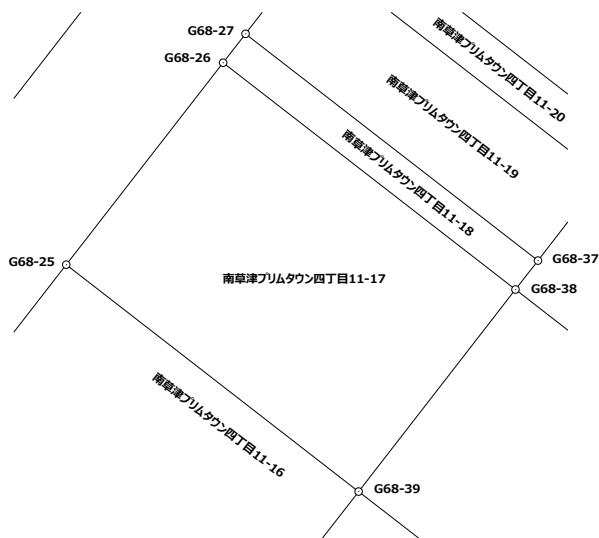 G68-27
南草津プリムタウン四丁目11-20
G68-26
南草津プリムタウン四丁目11-19
南草津プリムタウン四丁目11-18
G68-25
G68-37
南草津プリムタウン四丁目11-17
G68-38
南草津プリムタウン四丁目11-16
G68-39